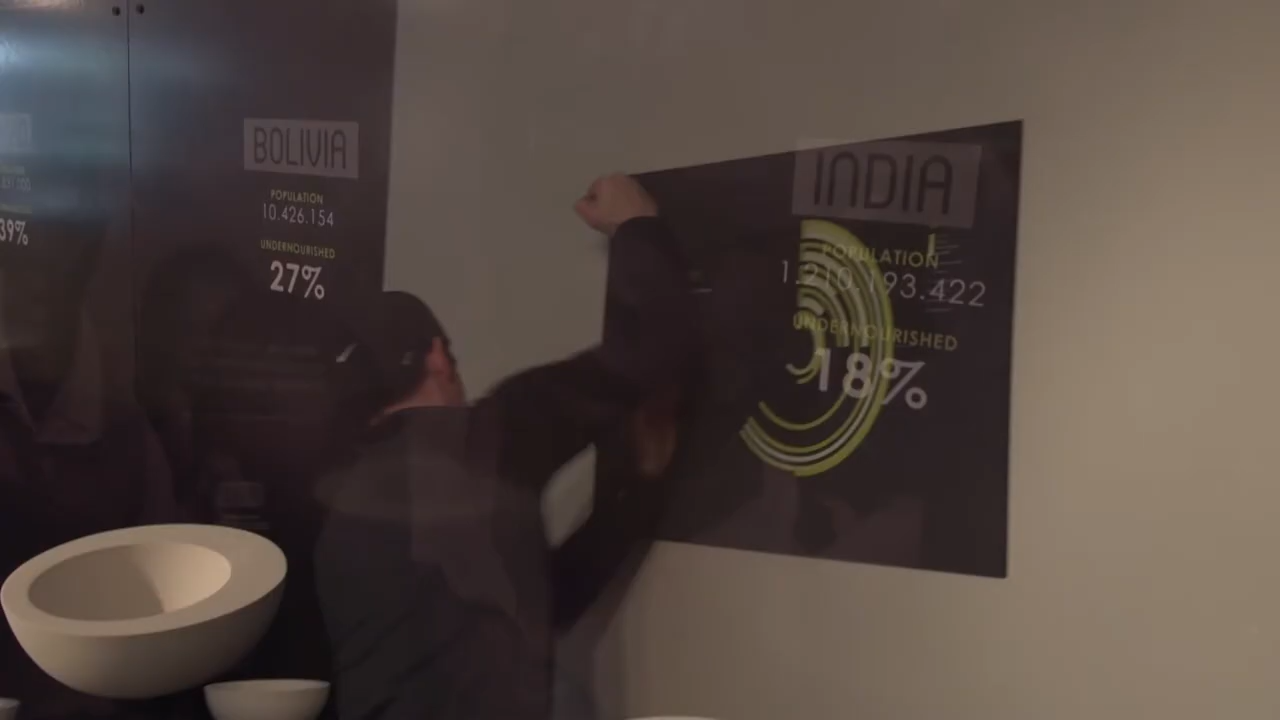 39%
BOLIVIA
POPULATION
10.426.154
UNDERNOURISHED
27%
INDIA
POPULATION
1.210.193.422
UNDERNOURISHED
18%